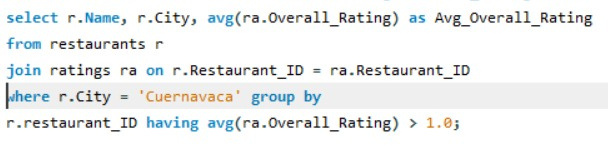 select r.Name, r.City, avg(ra.Overall_Rating) as Avg_Overall_Rating
from restaurants r
join ratings ra on r.Restaurant_ID = ra.Restaurant_ID
where r.City = 'Cuernavaca' group by
r.restaurant_ID having avg(ra.Overall_Rating) > 1.0;